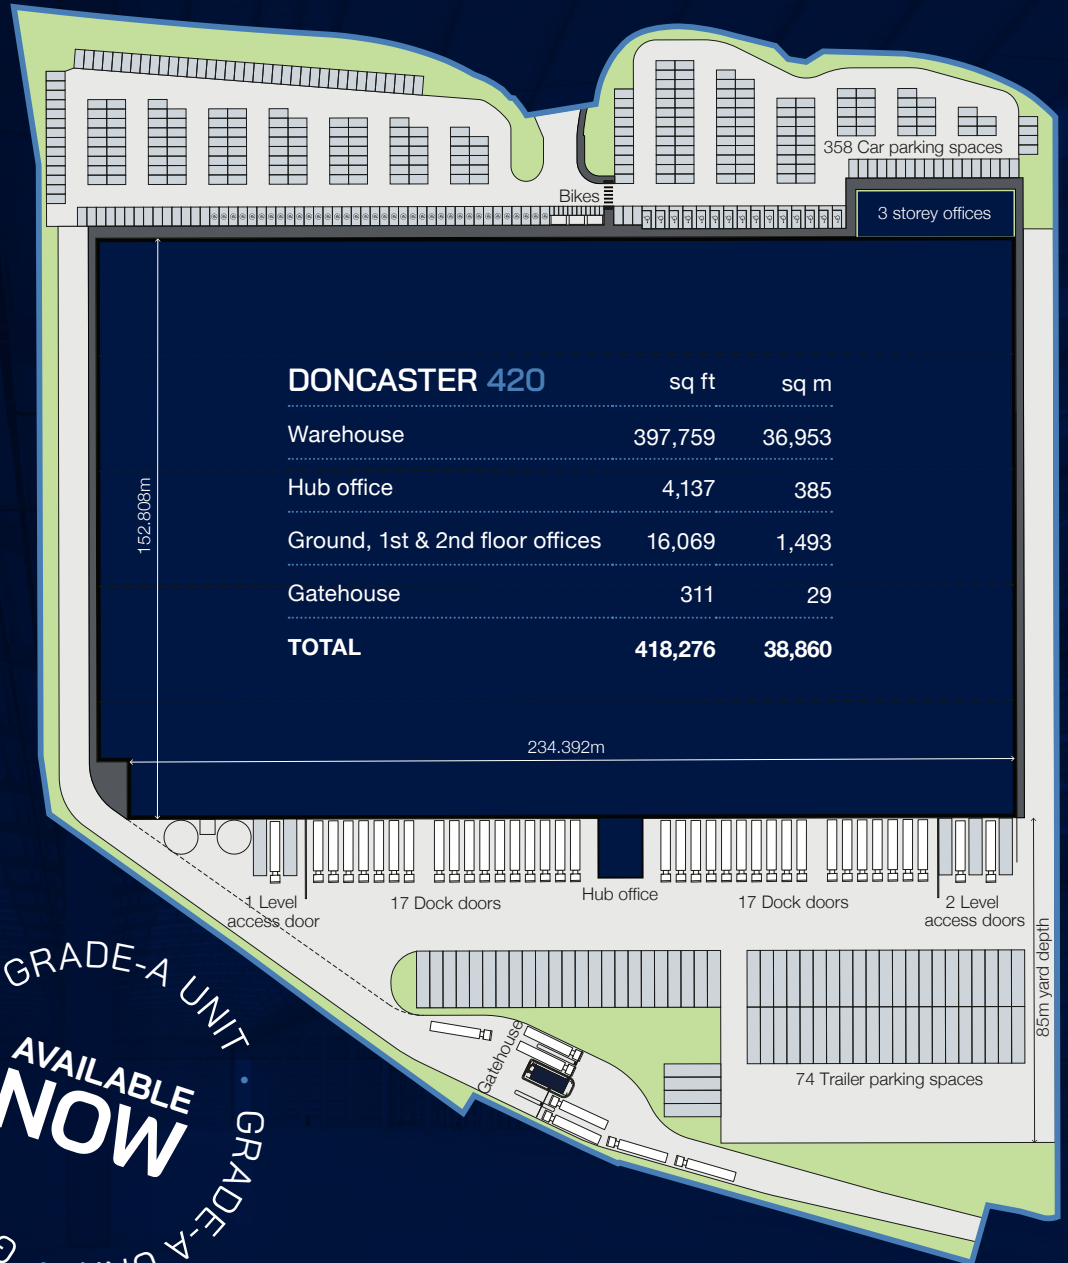 358 Car parking spaces
Bikes
3 storey offices
DONCASTER 420 sq ft sq m
Warehouse 397,759 36,953
Hub office 4,137 385
Ground, 1st & 2nd floor offices 16,069 1,493
Gatehouse 311 29
TOTAL 418,276 38,860
152.808m
234.392m
1 Level
access door
17 Dock doors
Hub office
17 Dock doors
2 Level
access doors
85m yard depth
Gatehouse
74 Trailer parking spaces
GRADE-A UNIT
AVAILABLE
NOW
GRADE-A